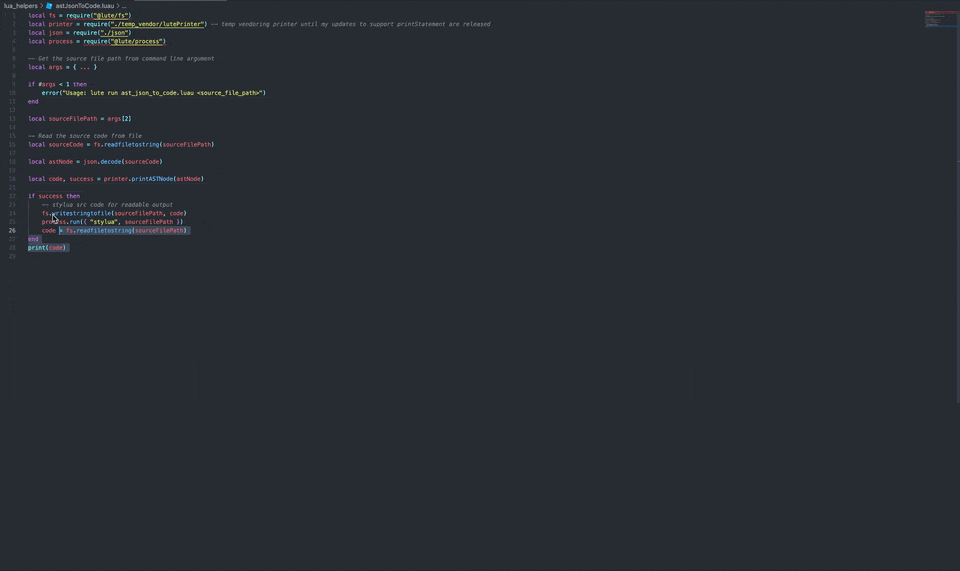 lua_helpers > astJsonToCode.luau > ...
1 local fs = require("@lute/fs")
2 local printer = require("./temp_vendor/lutePrinter") -- temp vendoring printer until my updates to support printStatement are released
3 local json = require("./json")
4 local process = require("@lute/process")
5
6 -- Get the source file path from command line argument
7 local args = { ... }
8
9 if #args < 1 then
10 error("Usage: lute run ast_json_to_code.luau <source_file_path>")
11 end
12
13 local sourceFilePath = args[2]
14
15 -- Read the source code from file
16 local sourceCode = fs.readfiletostring(sourceFilePath)
17
18 local astNode = json.decode(sourceCode)
19
20 local code, success = printer.printASTNode(astNode)
21
22 if success then
23 -- stylua src code for readable output
24 fs.writestringtofile(sourceFilePath, code)
25 process.run({ "stylua", sourceFilePath })
26 code = fs.readfiletostring(sourceFilePath)
27 end
28 print(code)
29